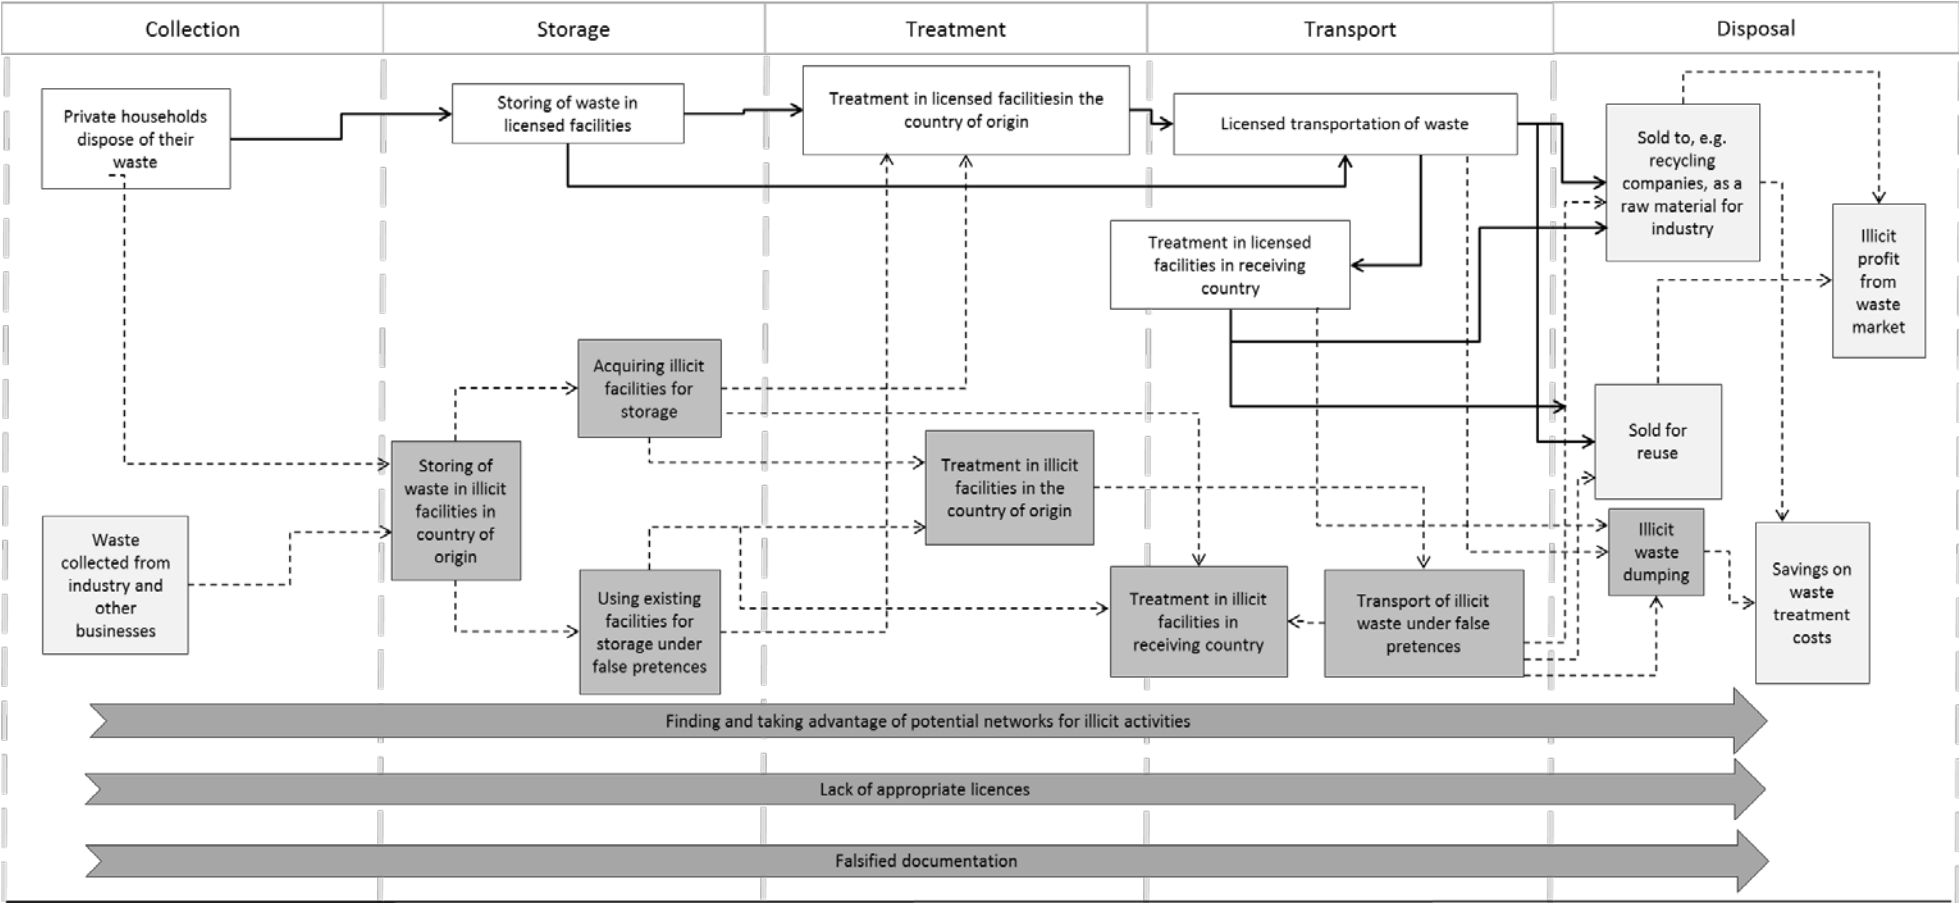 Collection
Storage
Treatment
Transport
Disposal
Private households
dispose of their
waste
Storing of waste in
licensed facilities
Treatment in licensed facilitiesin the
country of origin
Licensed transportation of waste
Sold to, e.g.
recycling
companies, as a
raw material for
industry
Illicit
profit
from
waste
market
Treatment in licensed
facilities in receiving
country
Acquiring illicit
facilities for
storage
Sold for
reuse
Storing of
waste in illicit
facilities in
country of
origin
Treatment in illicit
facilities in the
country of origin
Waste
collected from
industry and
other
businesses
Using existing
facilities for
storage under
false pretences
Treatment in illicit
facilities in
receiving country
Transport of illicit
waste under false
pretences
Illicit
waste
dumping
Savings on
waste
treatment
costs
Finding and taking advantage of potential networks for illicit activities
Lack of appropriate licences
Falsified documentation